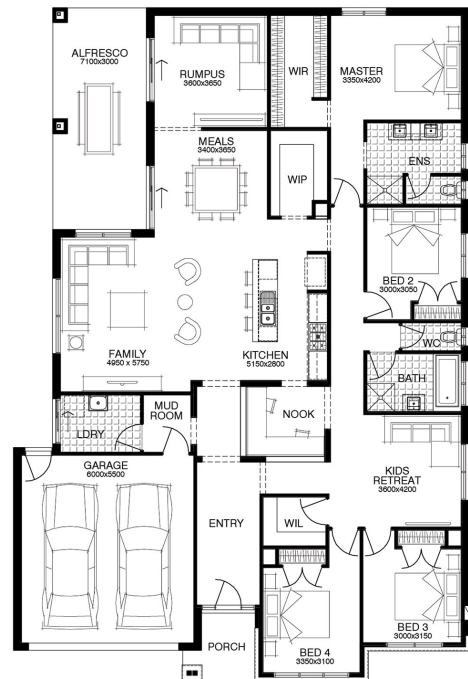 ALFRESCO
7100x3000
RUMPUS
3600x3650
WIR
MASTER
3350x4200
MEALS
3400x3650
WIP
ENS
BED 2
3000x3050
FAMILY
4950 x 5750
KITCHEN
5150x2800
WC
BATH
MUD
ROOM
NOOK
LDRY
GARAGE
6000x5500
KIDS
RETREAT
3600x4200
ENTRY
WIL
PORCH
BED 4
3350x3100
BED 3
3000x3150